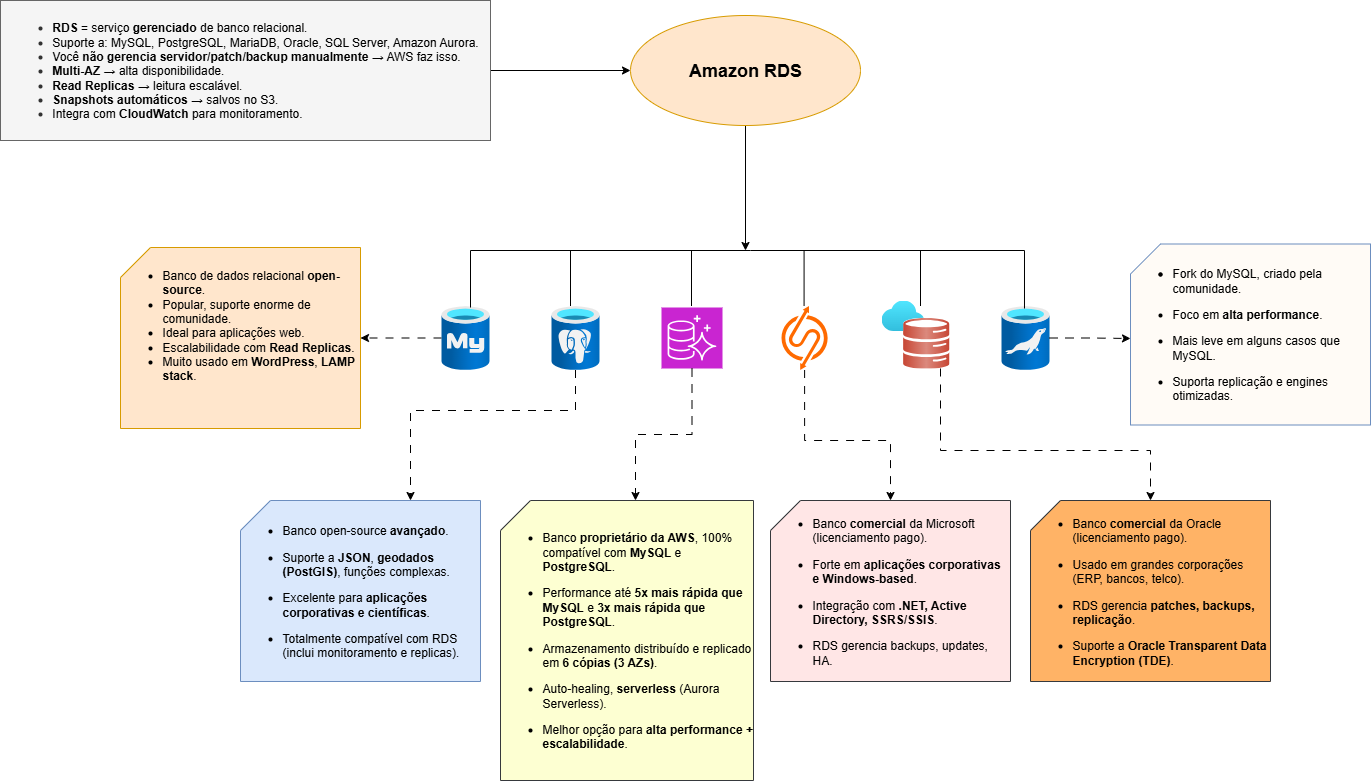 RDS = serviço gerenciado de banco relacional.
Suporte a: MySQL, PostgreSQL, MariaDB, Oracle, SQL Server, Amazon Aurora.
Você não gerencia servidor/patch/backup manualmente → AWS faz isso.
Multi-AZ → alta disponibilidade.
Read Replicas → leitura escalável.
Snapshots automáticos → salvos no S3.
Integra com CloudWatch para monitoramento.
Amazon RDS
Banco de dados relacional open-
source.
Popular, suporte enorme de
comunidade.
Ideal para aplicações web.
Escalabilidade com Read Replicas.
Muito usado em WordPress, LAMP
stack.
My
Fork do MySQL, criado pela
comunidade.
Foco em alta performance.
Mais leve em alguns casos que
MySQL.
Suporta replicação e engines
otimizadas.
Banco open-source avançado.
Suporte a JSON, geodados
(PostGIS), funções complexas.
Excelente para aplicações
corporativas e científicas.
Totalmente compatível com RDS
(inclui monitoramento e replicas).
Banco proprietário da AWS, 100%
compatível com MySQL e
PostgreSQL.
Performance até 5x mais rápida que
MySQL e 3x mais rápida que
PostgreSQL.
Armazenamento distribuído e replicado
em 6 cópias (3 AZs).
Auto-healing, serverless (Aurora
Serverless).
Melhor opção para alta performance +
escalabilidade.
Banco comercial da Microsoft
(licenciamento pago).
Forte em aplicações corporativas
e Windows-based.
Integração com .NET, Active
Directory, SSRS/SSIS.
RDS gerencia backups, updates,
HA.
Banco comercial da Oracle
(licenciamento pago).
Usado em grandes corporações
(ERP, bancos, telco).
RDS gerencia patches, backups,
replicação.
Suporte a Oracle Transparent Data
Encryption (TDE).